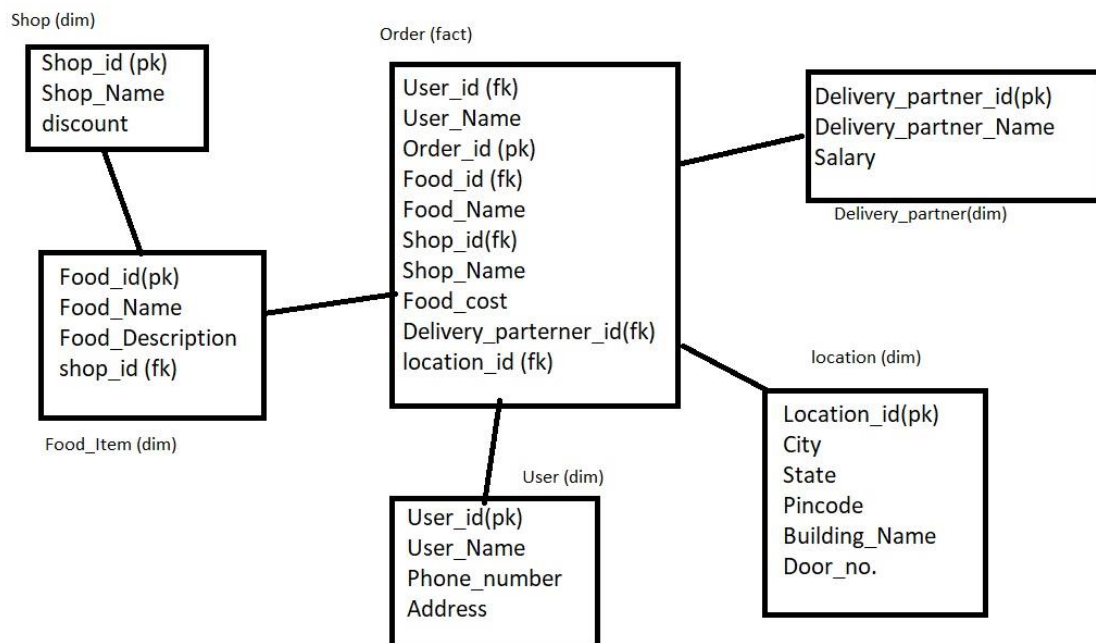 Shop (dim)
Shop_id (pk)
Shop_Name
discount
Order (fact)
User_id (fk)
User_Name
Order_id (pk)
Food_id (fk)
Food_Name
Shop_id(fk)
Shop_Name
Food_cost
Delivery_parterner_id(fk)
location_id (fk)
Delivery_partner_id(pk)
Delivery_partner_Name
Salary
Delivery_partner(dim)
Food_id(pk)
Food_Name
Food_Description
shop_id (fk)
Food_Item (dim)
location (dim)
Location_id(pk)
City
State
Pincode
Building_Name
Door_no.
User (dim)
User_id(pk)
User_Name
Phone_number
Address